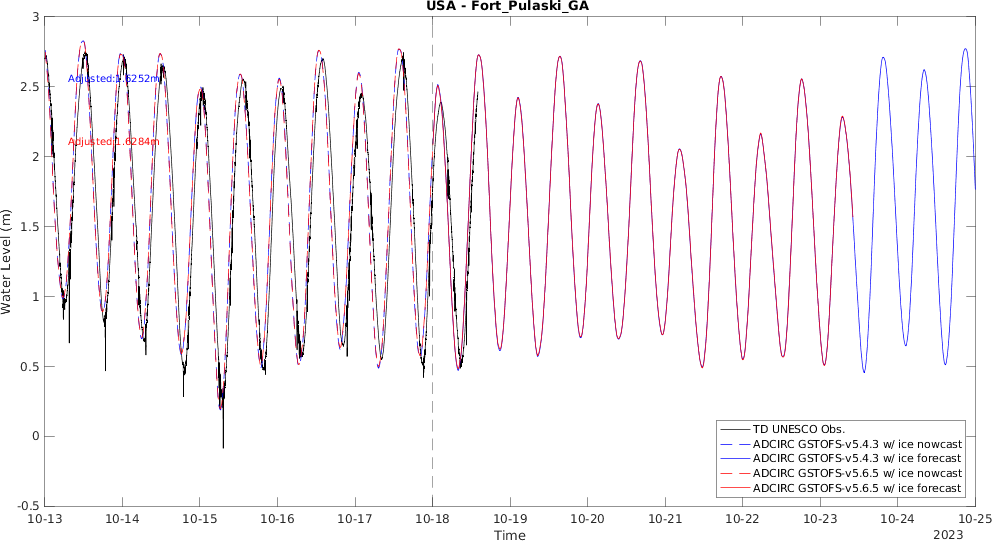 USA - Fort_Pulaski_GA
3
2.5
2
1.5
1
0.5
0
-0.5
Water Level (m)
Adjusted:1.6252m
Adjusted:1.6284m
TD UNESCO Obs.
ADCIRC GSTOFS-v5.4.3 w/ ice nowcast
ADCIRC GSTOFS-v5.4.3 w/ ice forecast
ADCIRC GSTOFS-v5.6.5 w/ ice nowcast
ADCIRC GSTOFS-v5.6.5 w/ ice forecast
10-13 10-14 10-15 10-16 10-17 10-18 10-19 10-20 10-21 10-22 10-23 10-24 10-25
Time
2023